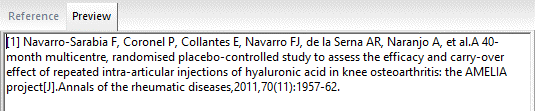 Reference Preview
[1] Navarro-Sarabia F, Coronel P, Collantes E, Navarro FJ, de la Serna AR, Naranjo A, et al.A 40-
month multicentre, randomised placebo-controlled study to assess the efficacy and carry-over
effect of repeated intra-articular injections of hyaluronic acid in knee osteoarthritis: the AMELIA
project[J].Annals of the rheumatic diseases,2011,70(11):1957-62.